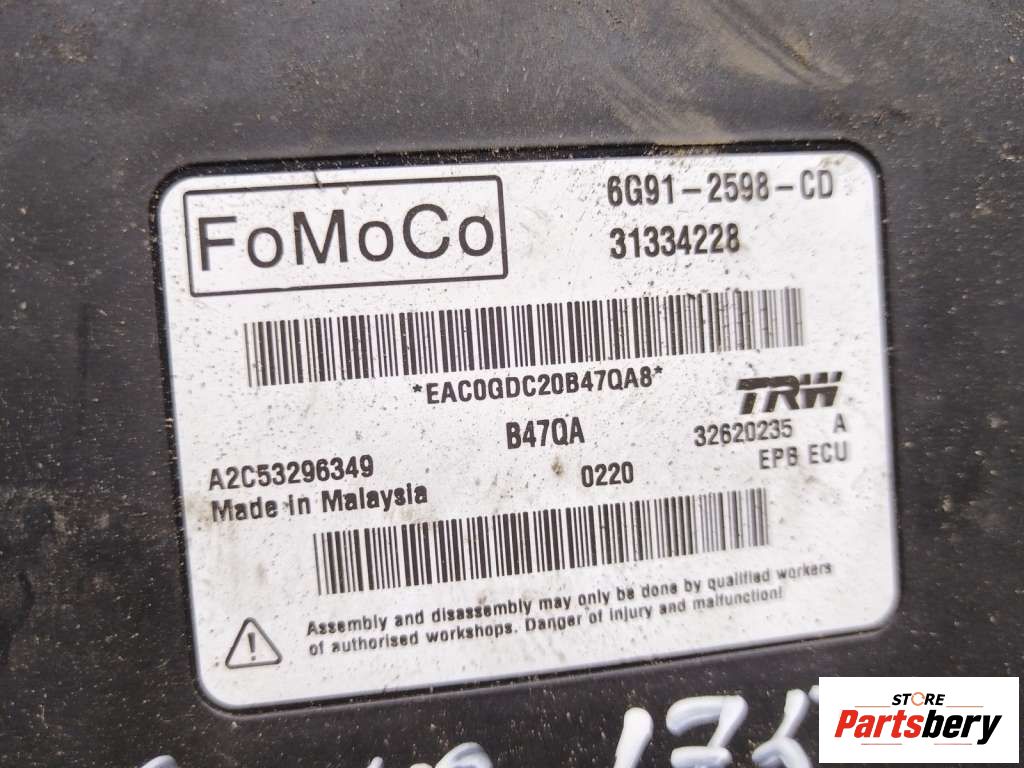 FoMoCo
6G91-2598-CD
31334228
*EAC0GDC20B47QA8*
TRW
B47QA
32620235 A
A2C53296349
0220
EPB ECU
Made in Malaysia
Assembly and disassembly may only be done by qualified workers
of authorised workshops. Danger of injury and malfunction!
STORE
Partsbery